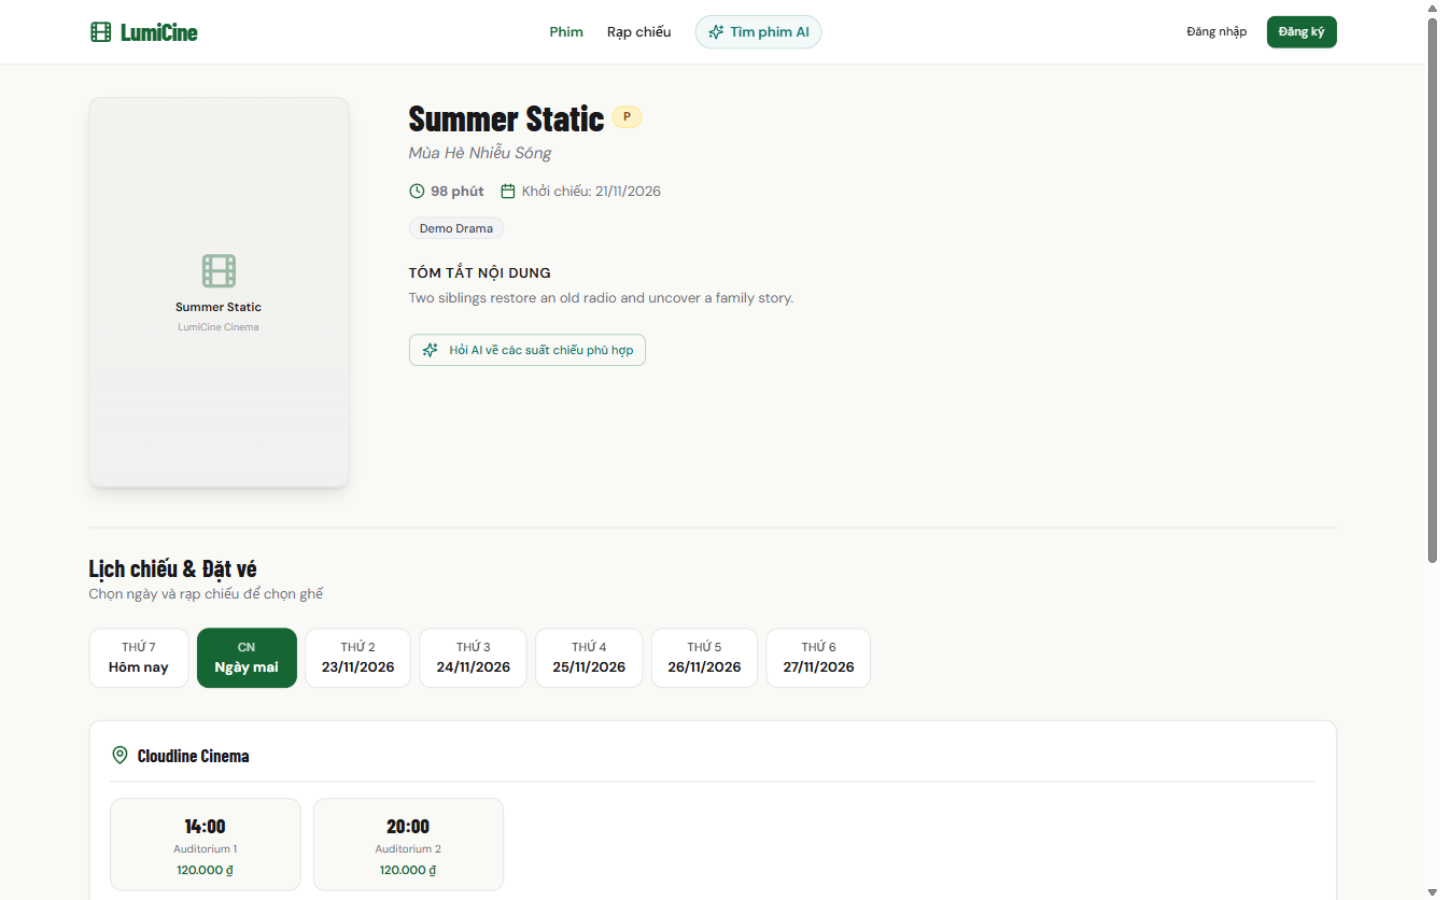 LumiCine
Phim
Rạp chiếu
Tìm phim AI
Đăng nhập
Đăng ký
Summer Static
LumiCine Cinema
Summer Static P
Mùa Hè Nhiễu Sóng
98 phút
Khởi chiếu: 21/11/2026
Demo Drama
TÓM TẮT NỘI DUNG
Two siblings restore an old radio and uncover a family story.
Hỏi AI về các suất chiếu phù hợp
Lịch chiếu & Đặt vé
Chọn ngày và rạp chiếu để chọn ghế
THỨ 7
Hôm nay
CN
Ngày mai
THỨ 2
23/11/2026
THỨ 3
24/11/2026
THỨ 4
25/11/2026
THỨ 5
26/11/2026
THỨ 6
27/11/2026
Cloudline Cinema
14:00
Auditorium 1
120.000 ₫
20:00
Auditorium 2
120.000 ₫